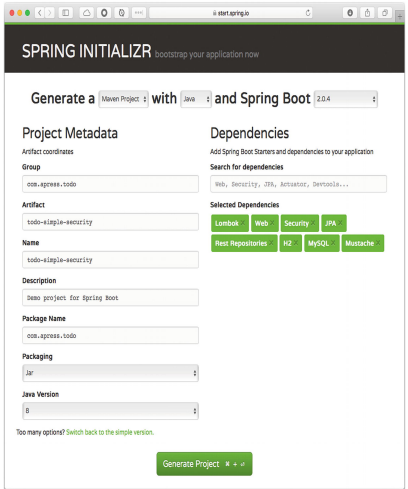 start.spring.io
SPRING INITIALIZR bootstrap your application now
Generate a Maven Project with Java and Spring Boot 2.0.4
Project Metadata
Artifact coordinates
Group
com.apress.todo
Artifact
todo-simple-security
Name
todo-simple-security
Description
Demo project for Spring Boot
Package Name
com.apress.todo
Packaging
Jar
Java Version
8
Too many options? Switch back to the simple version.
Dependencies
Add Spring Boot Starters and dependencies to your application
Search for dependencies
Web, Security, JPA, Actuator, Devtools...
Selected Dependencies
Lombok × Web × Security × JPA ×
Rest Repositories × H2 × MySQL × Mustache ×
Generate Project ⌘ + ⏎